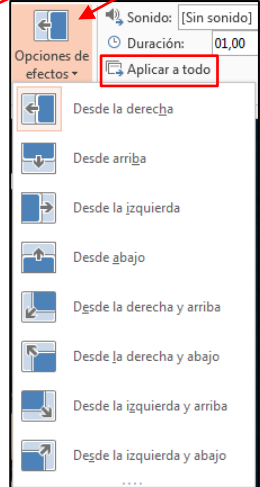 Sonido: [Sin sonido]
Opciones de efectos
Duración: 01,00
Aplicar a todo
Desde la derecha
Desde arriba
Desde la izquierda
Desde abajo
Desde la derecha y arriba
Desde la derecha y abajo
Desde la izquierda y arriba
Desde la izquierda y abajo